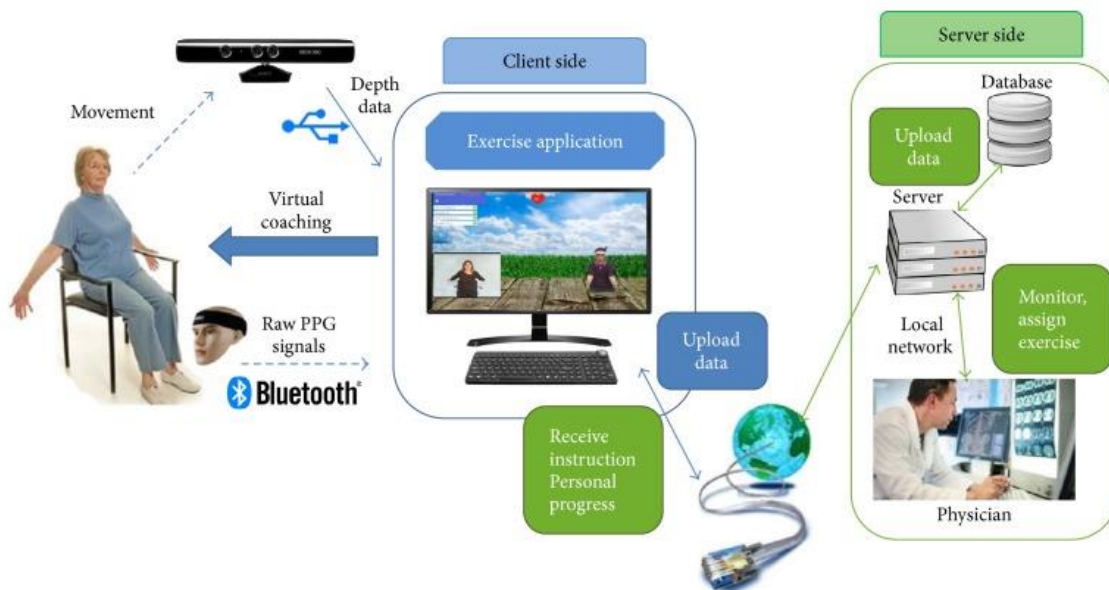 Movement
Depth
data
Client side
Exercise application
Virtual
coaching
Raw PPG
signals
Bluetooth
Upload
data
Receive
instruction
Personal
progress
Server side
Database
Upload
data
Server
Monitor,
assign
exercise
Local
network
Physician